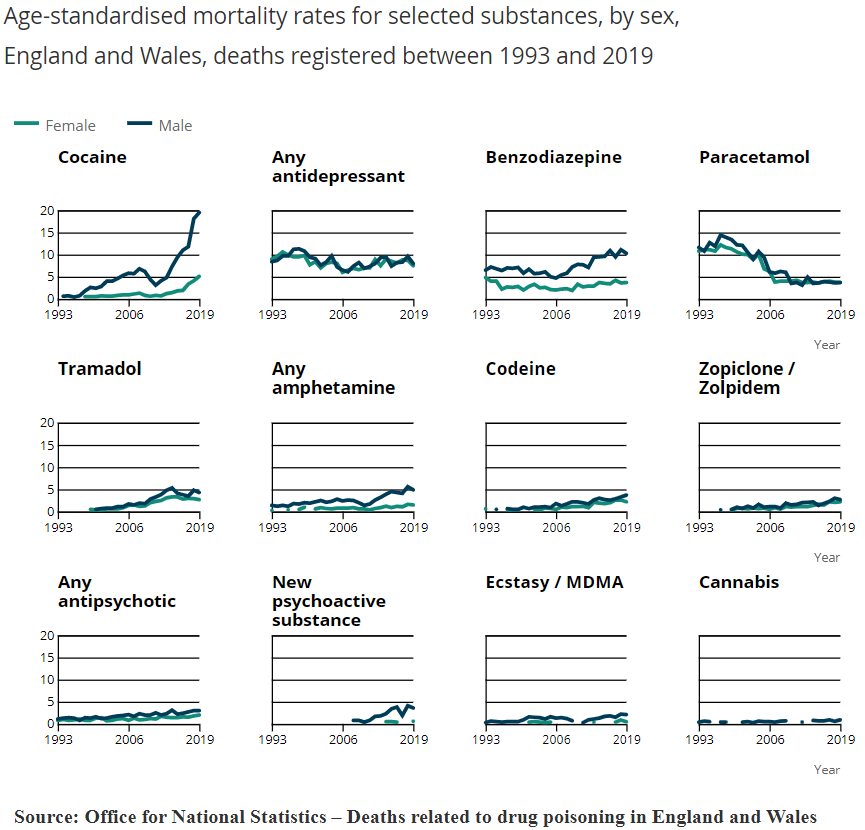 Age-standardised mortality rates for selected substances, by sex,
England and Wales, deaths registered between 1993 and 2019
Female Male
Cocaine
Any
antidepressant
Benzodiazepine
Paracetamol
20
15
10
5
0
1993 2006 2019
1993 2006 2019
1993 2006 2019
1993 2006 2019
Year
Tramadol
Any
amphetamine
Codeine
Zopiclone /
Zolpidem
20
15
10
5
0
1993 2006 2019
1993 2006 2019
1993 2006 2019
1993 2006 2019
Year
Any
antipsychotic
New
psychoactive
substance
Ecstasy / MDMA
Cannabis
20
15
10
5
0
1993 2006 2019
1993 2006 2019
1993 2006 2019
1993 2006 2019
Year
Source: Office for National Statistics – Deaths related to drug poisoning in England and Wales